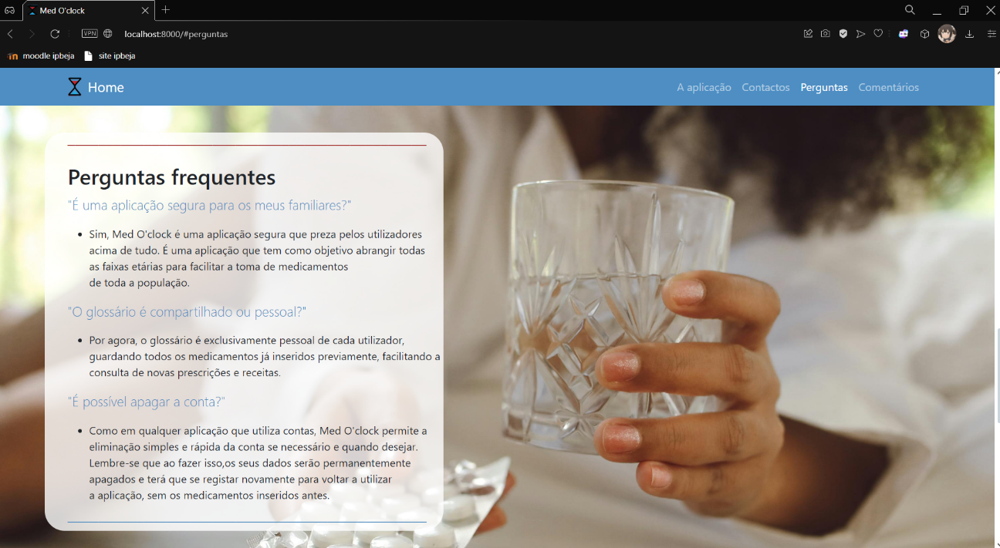 Med O'clock
VPN
localhost:8000/#perguntas
moodle ipbeja
site ipbeja
Home
A aplicação
Contactos
Perguntas
Comentários
Perguntas frequentes
"É uma aplicação segura para os meus familiares?"
Sim, Med O'clock é uma aplicação segura que preza pelos utilizadores
acima de tudo. É uma aplicação que tem como objetivo abrangir todas
as faixas etárias para facilitar a toma de medicamentos
de toda a população.
"O glossário é compartilhado ou pessoal?"
Por agora, o glossário é exclusivamente pessoal de cada utilizador,
guardando todos os medicamentos já inseridos previamente, facilitando a
consulta de novas prescrições e receitas.
"É possível apagar a conta?"
Como em qualquer aplicação que utiliza contas, Med O'clock permite a
eliminação simples e rápida da conta se necessário e quando desejar.
Lembre-se que ao fazer isso,os seus dados serão permanentemente
apagados e terá que se registar novamente para voltar a utilizar
a aplicação, sem os medicamentos inseridos antes.